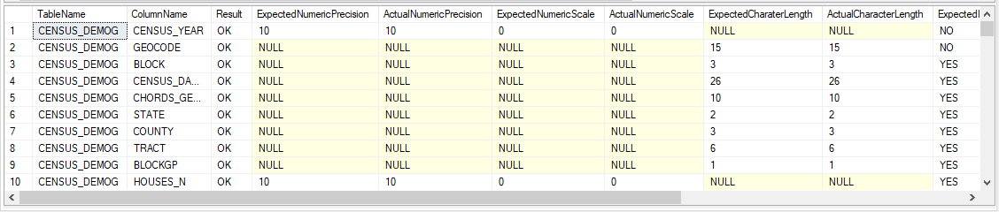 TableName ColumnName Result ExpectedNumericPrecision ActualNumericPrecision ExpectedNumericScale ActualNumericScale ExpectedCharaterLength ActualCharacterLength ExpectedI
1 CENSUS_DEMOG CENSUS_YEAR OK 10 10 0 0 NULL NULL NO
2 CENSUS_DEMOG GEOCODE OK NULL NULL NULL NULL 15 15 NO
3 CENSUS_DEMOG BLOCK OK NULL NULL NULL NULL 3 3 YES
4 CENSUS_DEMOG CENSUS_DA... OK NULL NULL NULL NULL 26 26 YES
5 CENSUS_DEMOG CHORDS_GE... OK NULL NULL NULL NULL 10 10 YES
6 CENSUS_DEMOG STATE OK NULL NULL NULL NULL 2 2 YES
7 CENSUS_DEMOG COUNTY OK NULL NULL NULL NULL 3 3 YES
8 CENSUS_DEMOG TRACT OK NULL NULL NULL NULL 6 6 YES
9 CENSUS_DEMOG BLOCKGP OK NULL NULL NULL NULL 1 1 YES
10 CENSUS_DEMOG HOUSES_N OK 10 10 0 0 NULL NULL YES